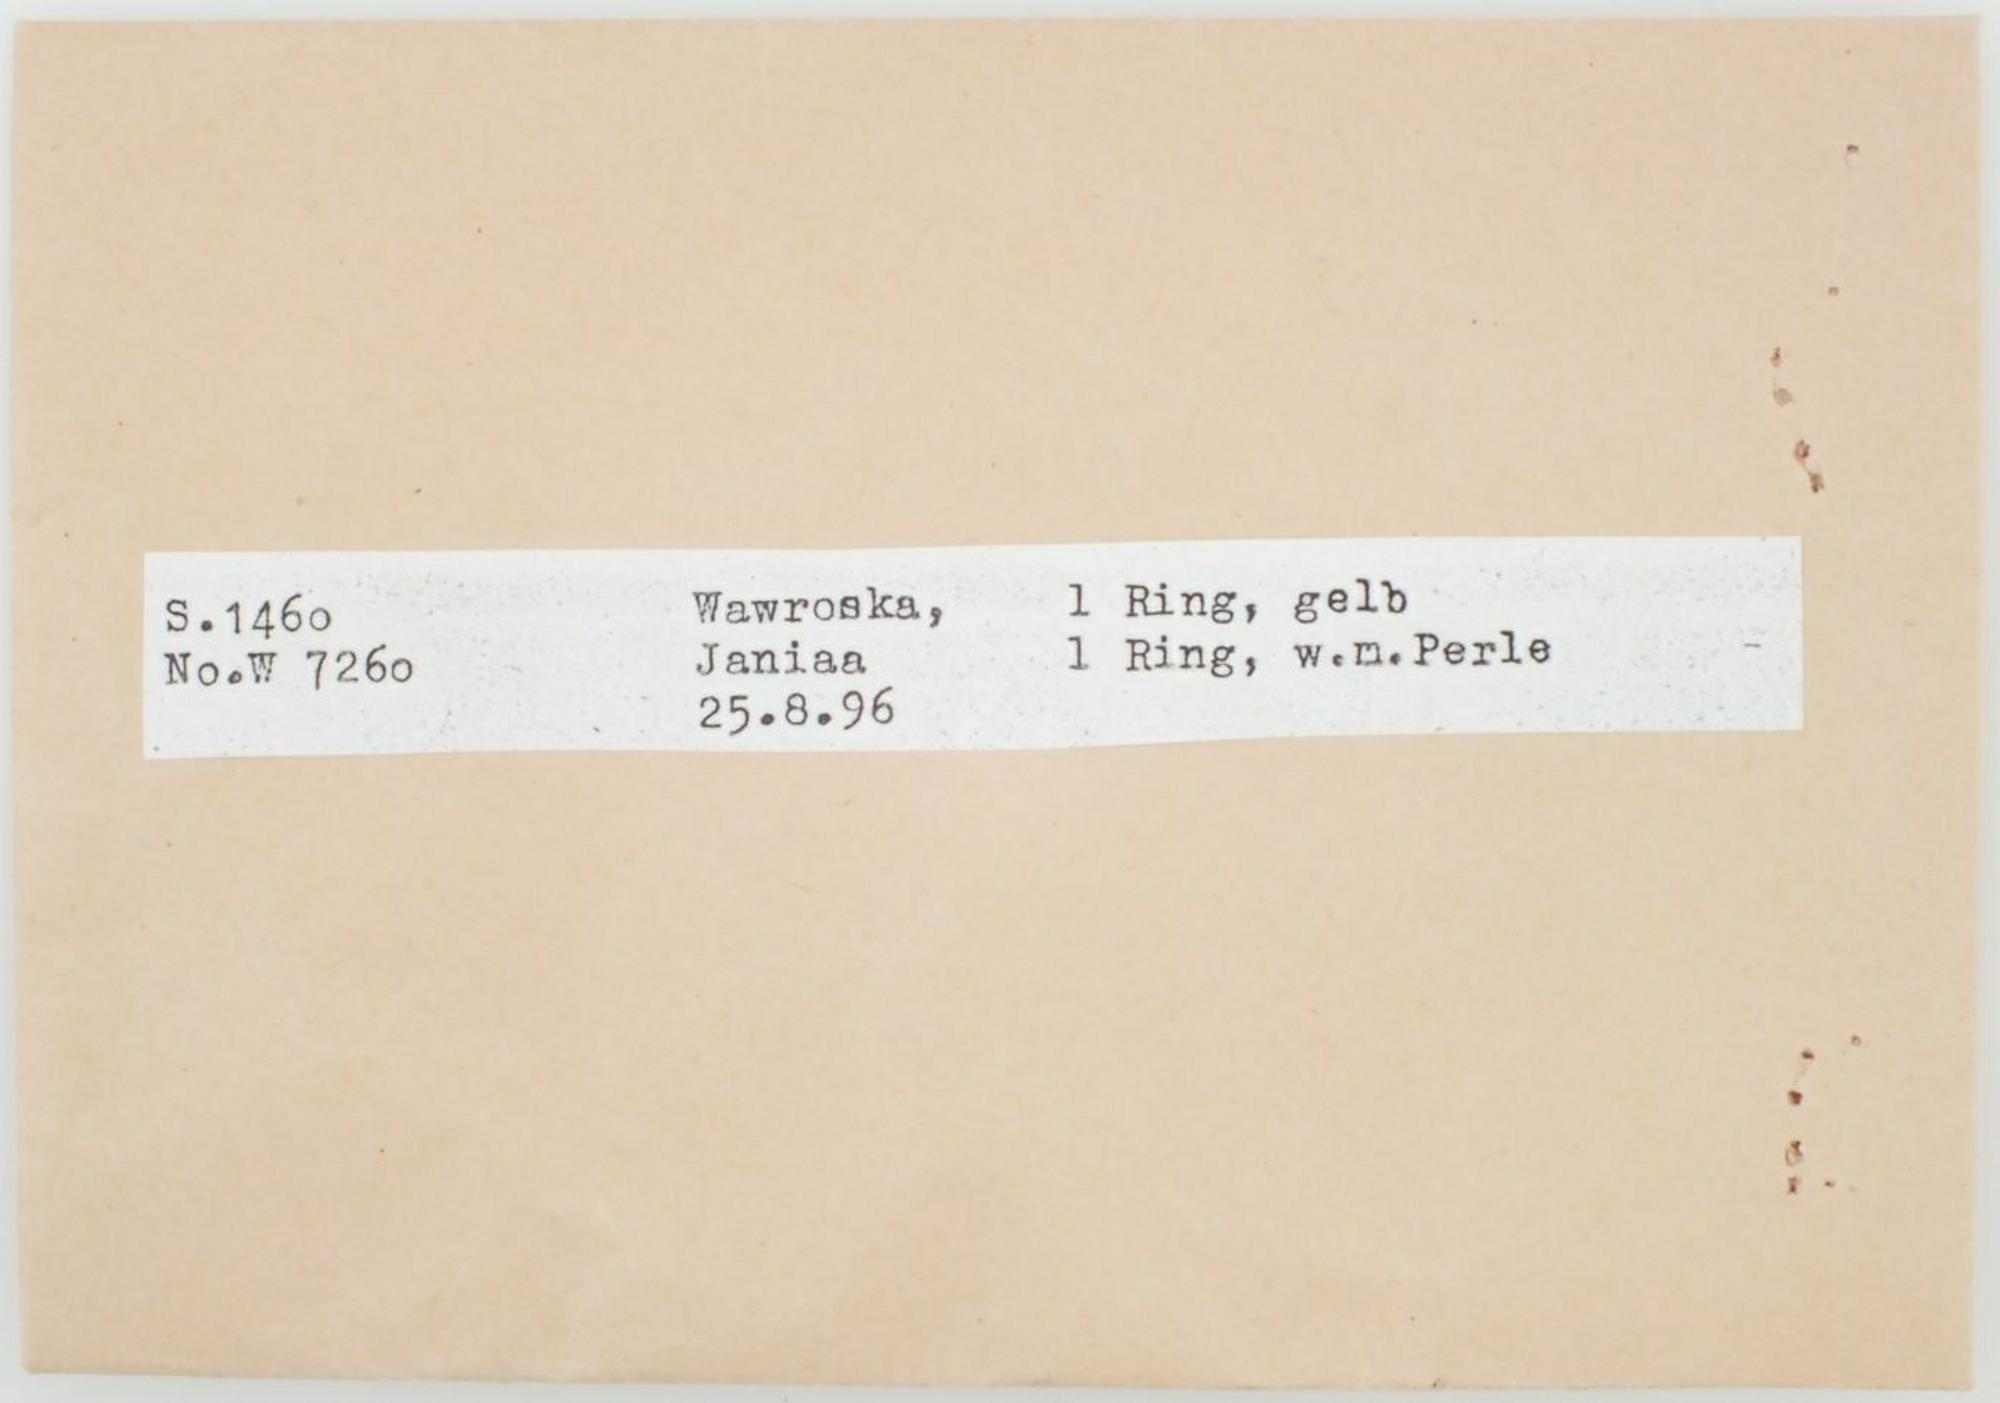 S.146o Wawroska, 1 Ring, gelb
No.W 726o Janiaa 1 Ring, w.m.Perle -
25.8.96